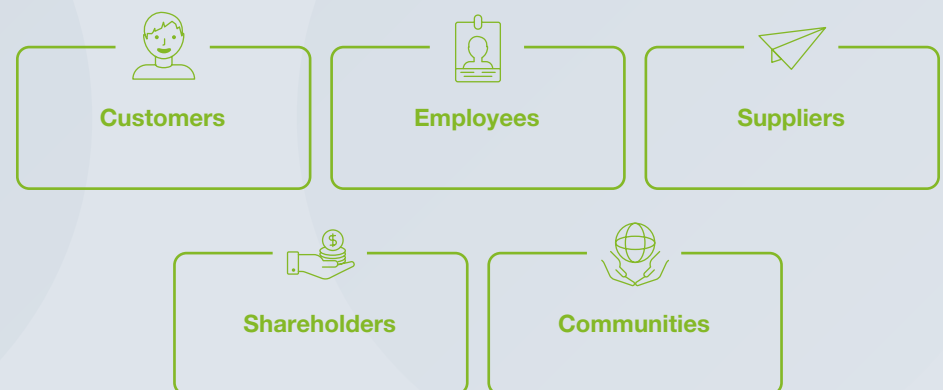 Customers
Employees
Suppliers
$
Shareholders
Communities